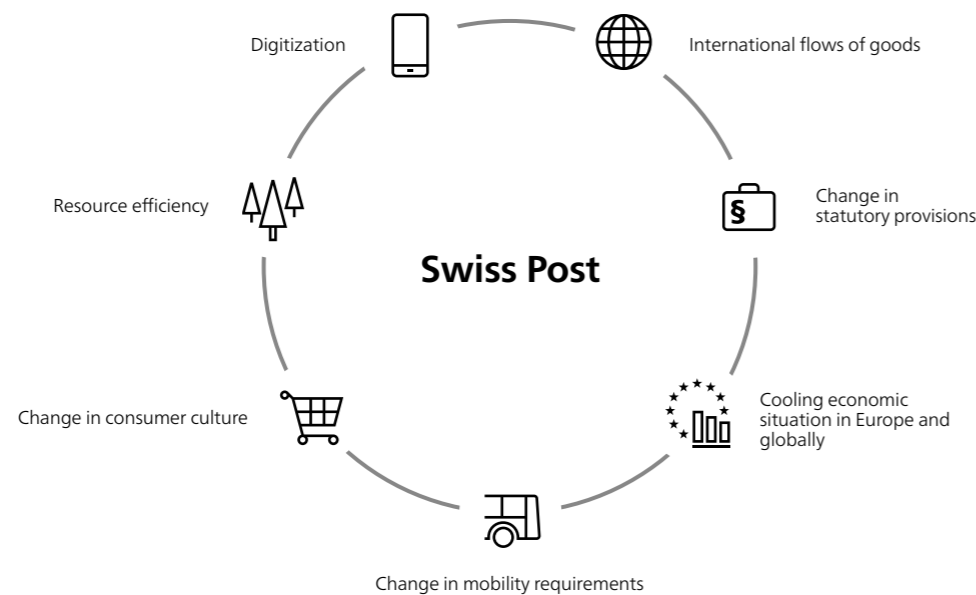 Digitization
International flows of goods
Resource efficiency
§
Change in
statutory provisions
Swiss Post
Change in consumer culture
Cooling economic
situation in Europe and
globally
Change in mobility requirements